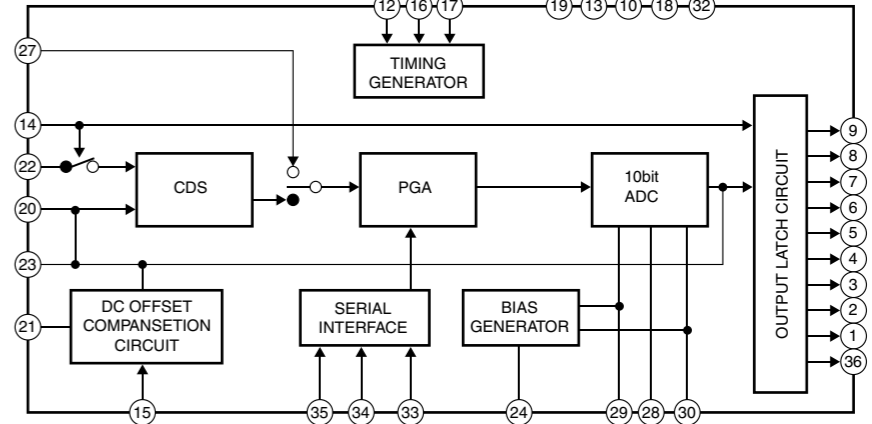 12 16 17 19 13 10 18 32
27
TIMING
GENERATOR
14
9
22
CDS
PGA
10bit
ADC
8
7
20
6
5
23
4
OUTPUT LATCH CIRCUIT
3
21
DC OFFSET
COMPANSETION
CIRCUIT
SERIAL
INTERFACE
BIAS
GENERATOR
2
1
36
15 35 34 33 24 29 28 30